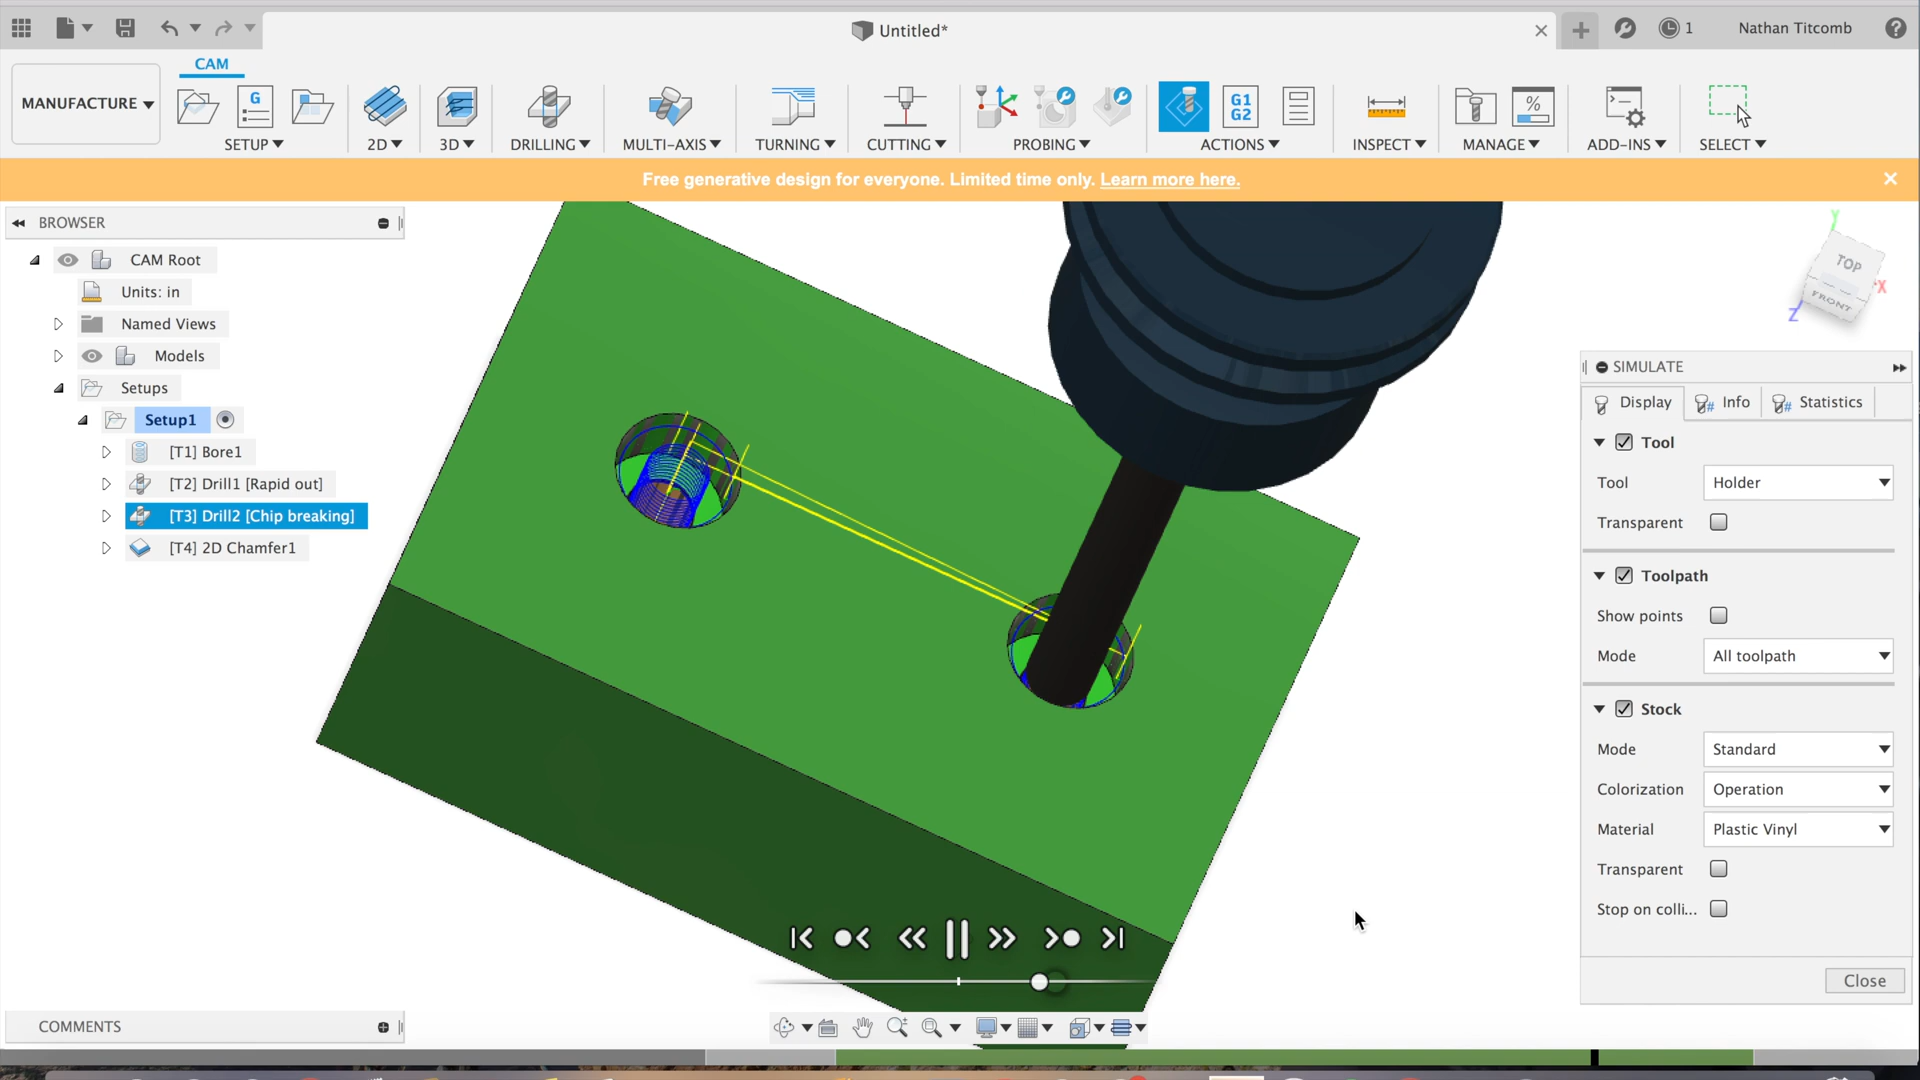 Untitled*
1
Nathan Titcomb
MANUFACTURE
CAM
G
G1
G2
%
SETUP
2D
3D
DRILLING
MULTI-AXIS
TURNING
CUTTING
PROBING
ACTIONS
INSPECT
MANAGE
ADD-INS
SELECT
Free generative design for everyone. Limited time only. Learn more here.
BROWSER
CAM Root
Units: in
Named Views
Models
Setups
Setup1
[T1] Bore1
[T2] Drill1 [Rapid out]
[T3] Drill2 [Chip breaking]
[T4] 2D Chamfer1
Y
TOP
X
FRONT
Z
SIMULATE
Display
Info
Statistics
Tool
Tool
Holder
Transparent
Toolpath
Show points
Mode
All toolpath
Stock
Mode
Standard
Colorization
Operation
Material
Plastic Vinyl
Transparent
Stop on colli...
Close
COMMENTS